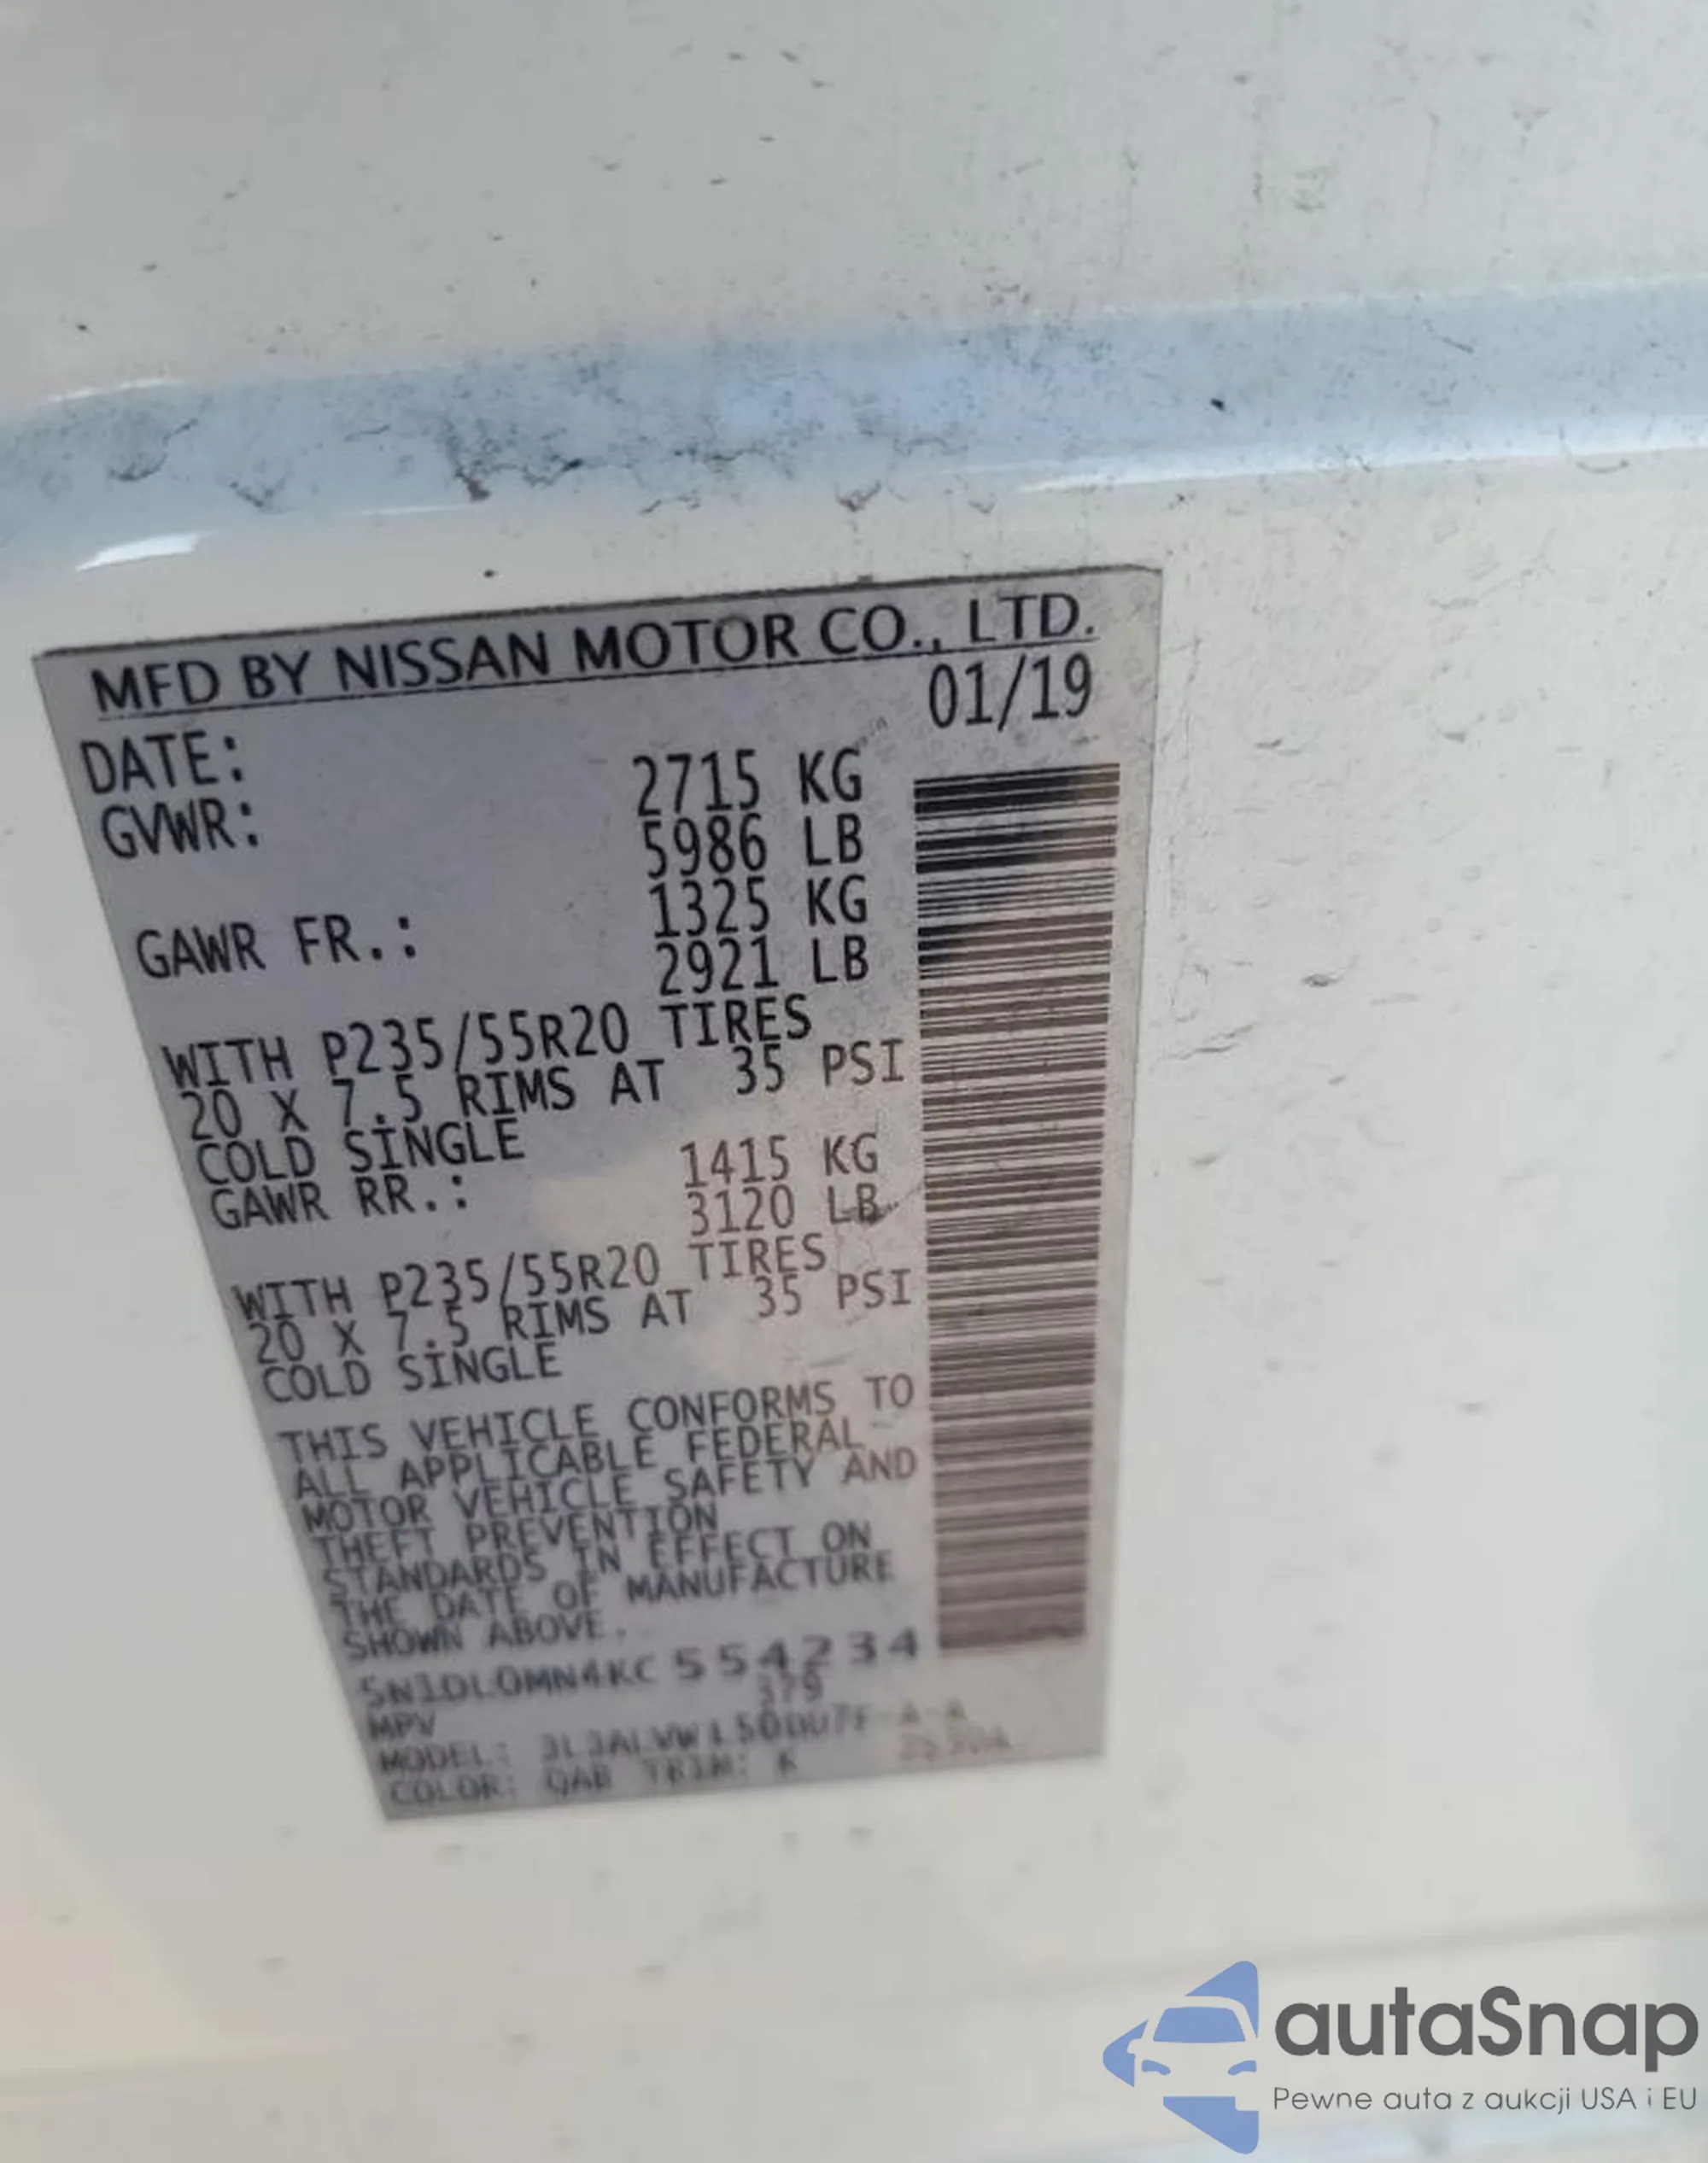 MFD BY NISSAN MOTOR CO., LTD.
DATE: 01/19
GVWR: 2715 KG
5986 LB
GAWR FR.: 1325 KG
2921 LB
WITH P235/55R20 TIRES
20 X 7.5 RIMS AT 35 PSI
COLD SINGLE
GAWR RR.: 1415 KG
3120 LB
WITH P235/55R20 TIRES
20 X 7.5 RIMS AT 35 PSI
COLD SINGLE
THIS VEHICLE CONFORMS TO
ALL APPLICABLE FEDERAL
MOTOR VEHICLE SAFETY AND
THEFT PREVENTION
STANDARDS IN EFFECT ON
THE DATE OF MANUFACTURE
SHOWN ABOVE.
5N1DL0MN4KC554234
MPV
MODEL:
COLOR: QAB TRIM: K
autaSnap
Pewne auta z aukcji USA i EU